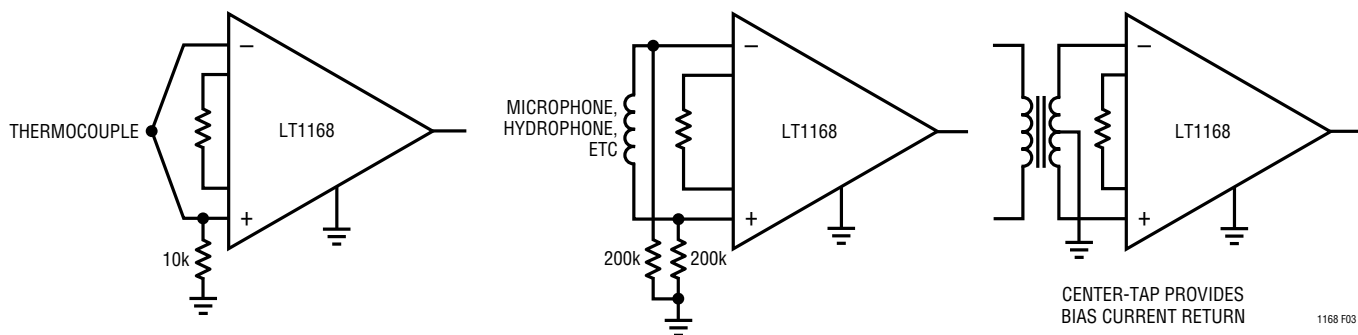 THERMOCOUPLE
−
LT1168
+
10k
MICROPHONE,
HYDROPHONE,
ETC
−
LT1168
+
200k
200k
−
LT1168
+
CENTER-TAP PROVIDES
BIAS CURRENT RETURN
1168 F03